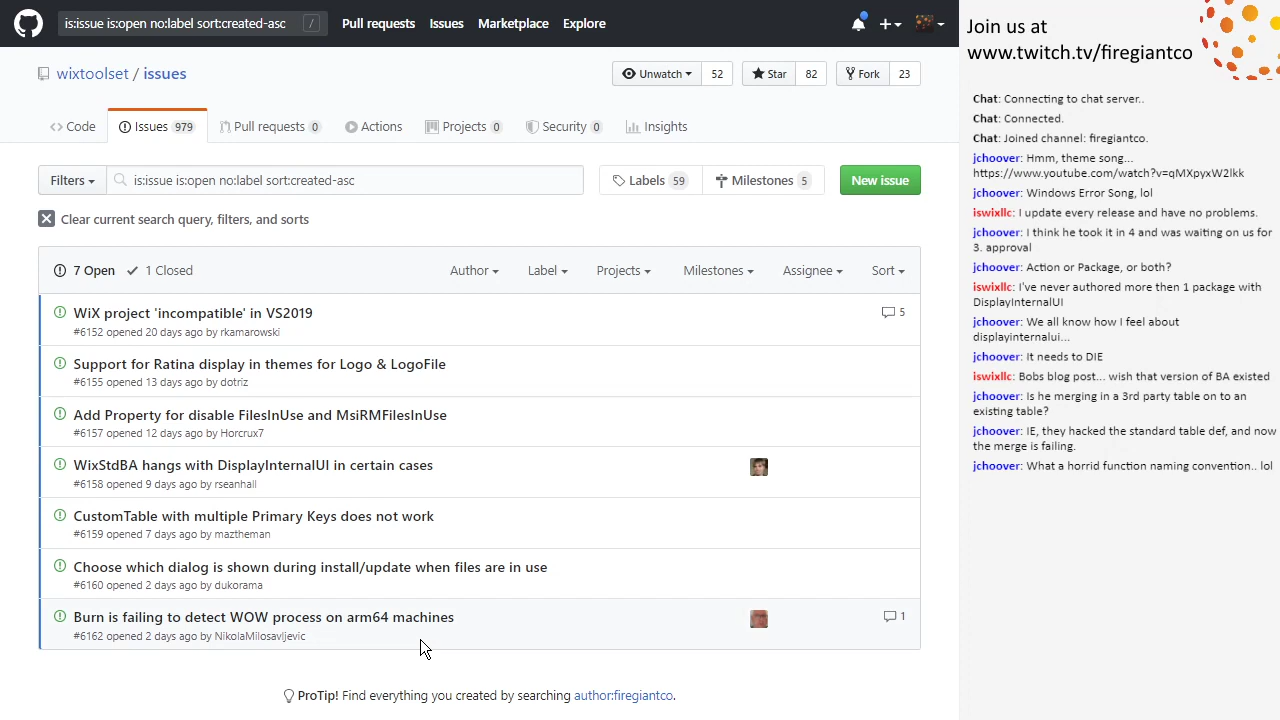 is:issue is:open no:label sort:created-asc /
Pull requests Issues Marketplace Explore
wixtoolset / issues
Unwatch 52 Star 82 Fork 23
Code Issues 979 Pull requests 0 Actions Projects 0 Security 0 Insights
Filters is:issue is:open no:label sort:created-asc Labels 59 Milestones 5 New issue
Clear current search query, filters, and sorts
7 Open 1 Closed Author Label Projects Milestones Assignee Sort
WiX project 'incompatible' in VS2019 5
#6152 opened 20 days ago by rkamarowski
Support for Ratina display in themes for Logo & LogoFile
#6155 opened 13 days ago by dotriz
Add Property for disable FilesInUse and MsiRMFilesInUse
#6157 opened 12 days ago by Horcrux7
WixStdBA hangs with DisplayInternalUI in certain cases
#6158 opened 9 days ago by rseanhall
CustomTable with multiple Primary Keys does not work
#6159 opened 7 days ago by maztheman
Choose which dialog is shown during install/update when files are in use
#6160 opened 2 days ago by dukorama
Burn is failing to detect WOW process on arm64 machines 1
#6162 opened 2 days ago by NikolaMilosavljevic
ProTip! Find everything you created by searching author:firegiantco.
Join us at
www.twitch.tv/firegiantco
Chat: Connecting to chat server..
Chat: Connected.
Chat: Joined channel: firegiantco.
jchoover: Hmm, theme song...
https://www.youtube.com/watch?v=qMXpyxW2lkk
jchoover: Windows Error Song, lol
iswixllc: I update every release and have no problems.
jchoover: I think he took it in 4 and was waiting on us for
3. approval
jchoover: Action or Package, or both?
iswixllc: I've never authored more then 1 package with
DisplayInternalUI
jchoover: We all know how I feel about
displayinternalui...
jchoover: It needs to DIE
iswixllc: Bobs blog post... wish that version of BA existed
jchoover: Is he merging in a 3rd party table on to an
existing table?
jchoover: IE, they hacked the standard table def, and now
the merge is failing.
jchoover: What a horrid function naming convention.. lol